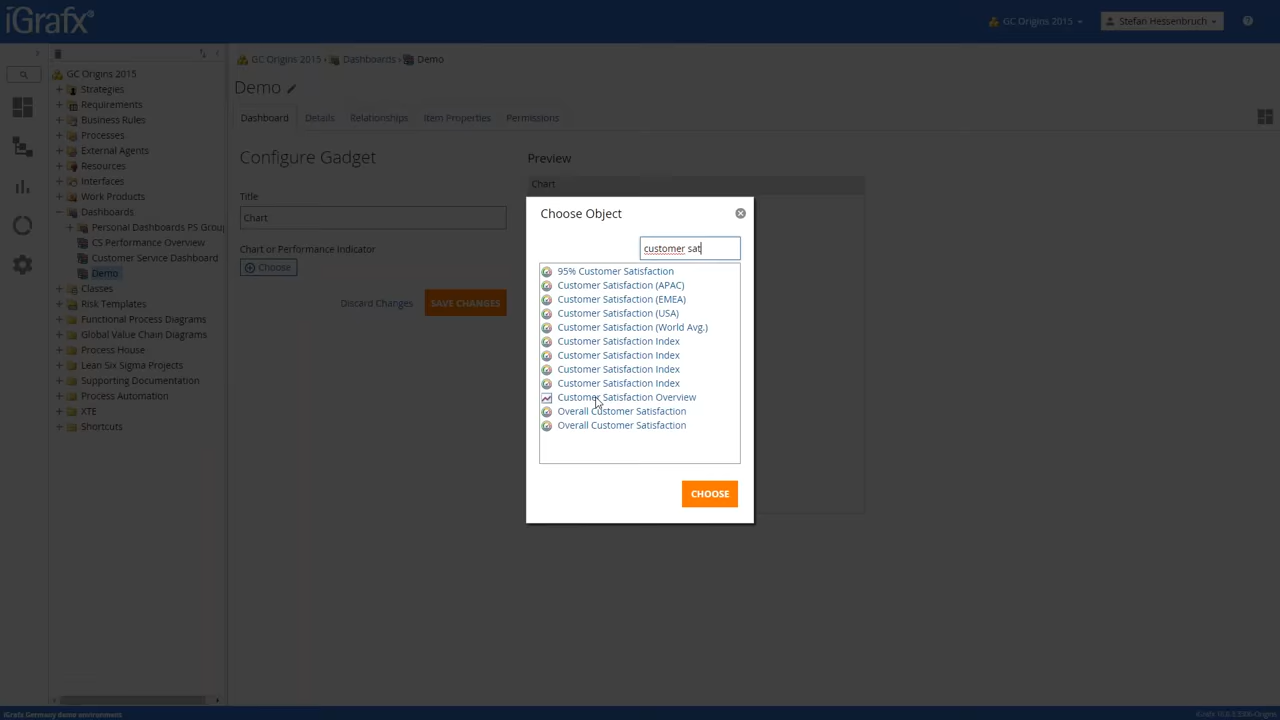 iGrafx®
GC Origins 2015
Stefan Hessenbruch
GC Origins 2015
Strategies
Requirements
Business Rules
Processes
External Agents
Resources
Interfaces
Work Products
Dashboards
Personal Dashboards PS Group
CS Performance Overview
Customer Service Dashboard
Demo
Classes
Risk Templates
Functional Process Diagrams
Global Value Chain Diagrams
Process House
Lean Six Sigma Projects
Supporting Documentation
Process Automation
XTE
Shortcuts
GC Origins 2015 › Dashboards › Demo
Demo
Dashboard Details Relationships Item Properties Permissions
Configure Gadget
Title
Chart
Chart or Performance Indicator
Choose
Discard Changes SAVE CHANGES
Preview
Chart
Choose Object
customer sat
95% Customer Satisfaction
Customer Satisfaction (APAC)
Customer Satisfaction (EMEA)
Customer Satisfaction (USA)
Customer Satisfaction (World Avg.)
Customer Satisfaction Index
Customer Satisfaction Index
Customer Satisfaction Index
Customer Satisfaction Index
Customer Satisfaction Overview
Overall Customer Satisfaction
Overall Customer Satisfaction
CHOOSE
iGrafx Germany demo environment